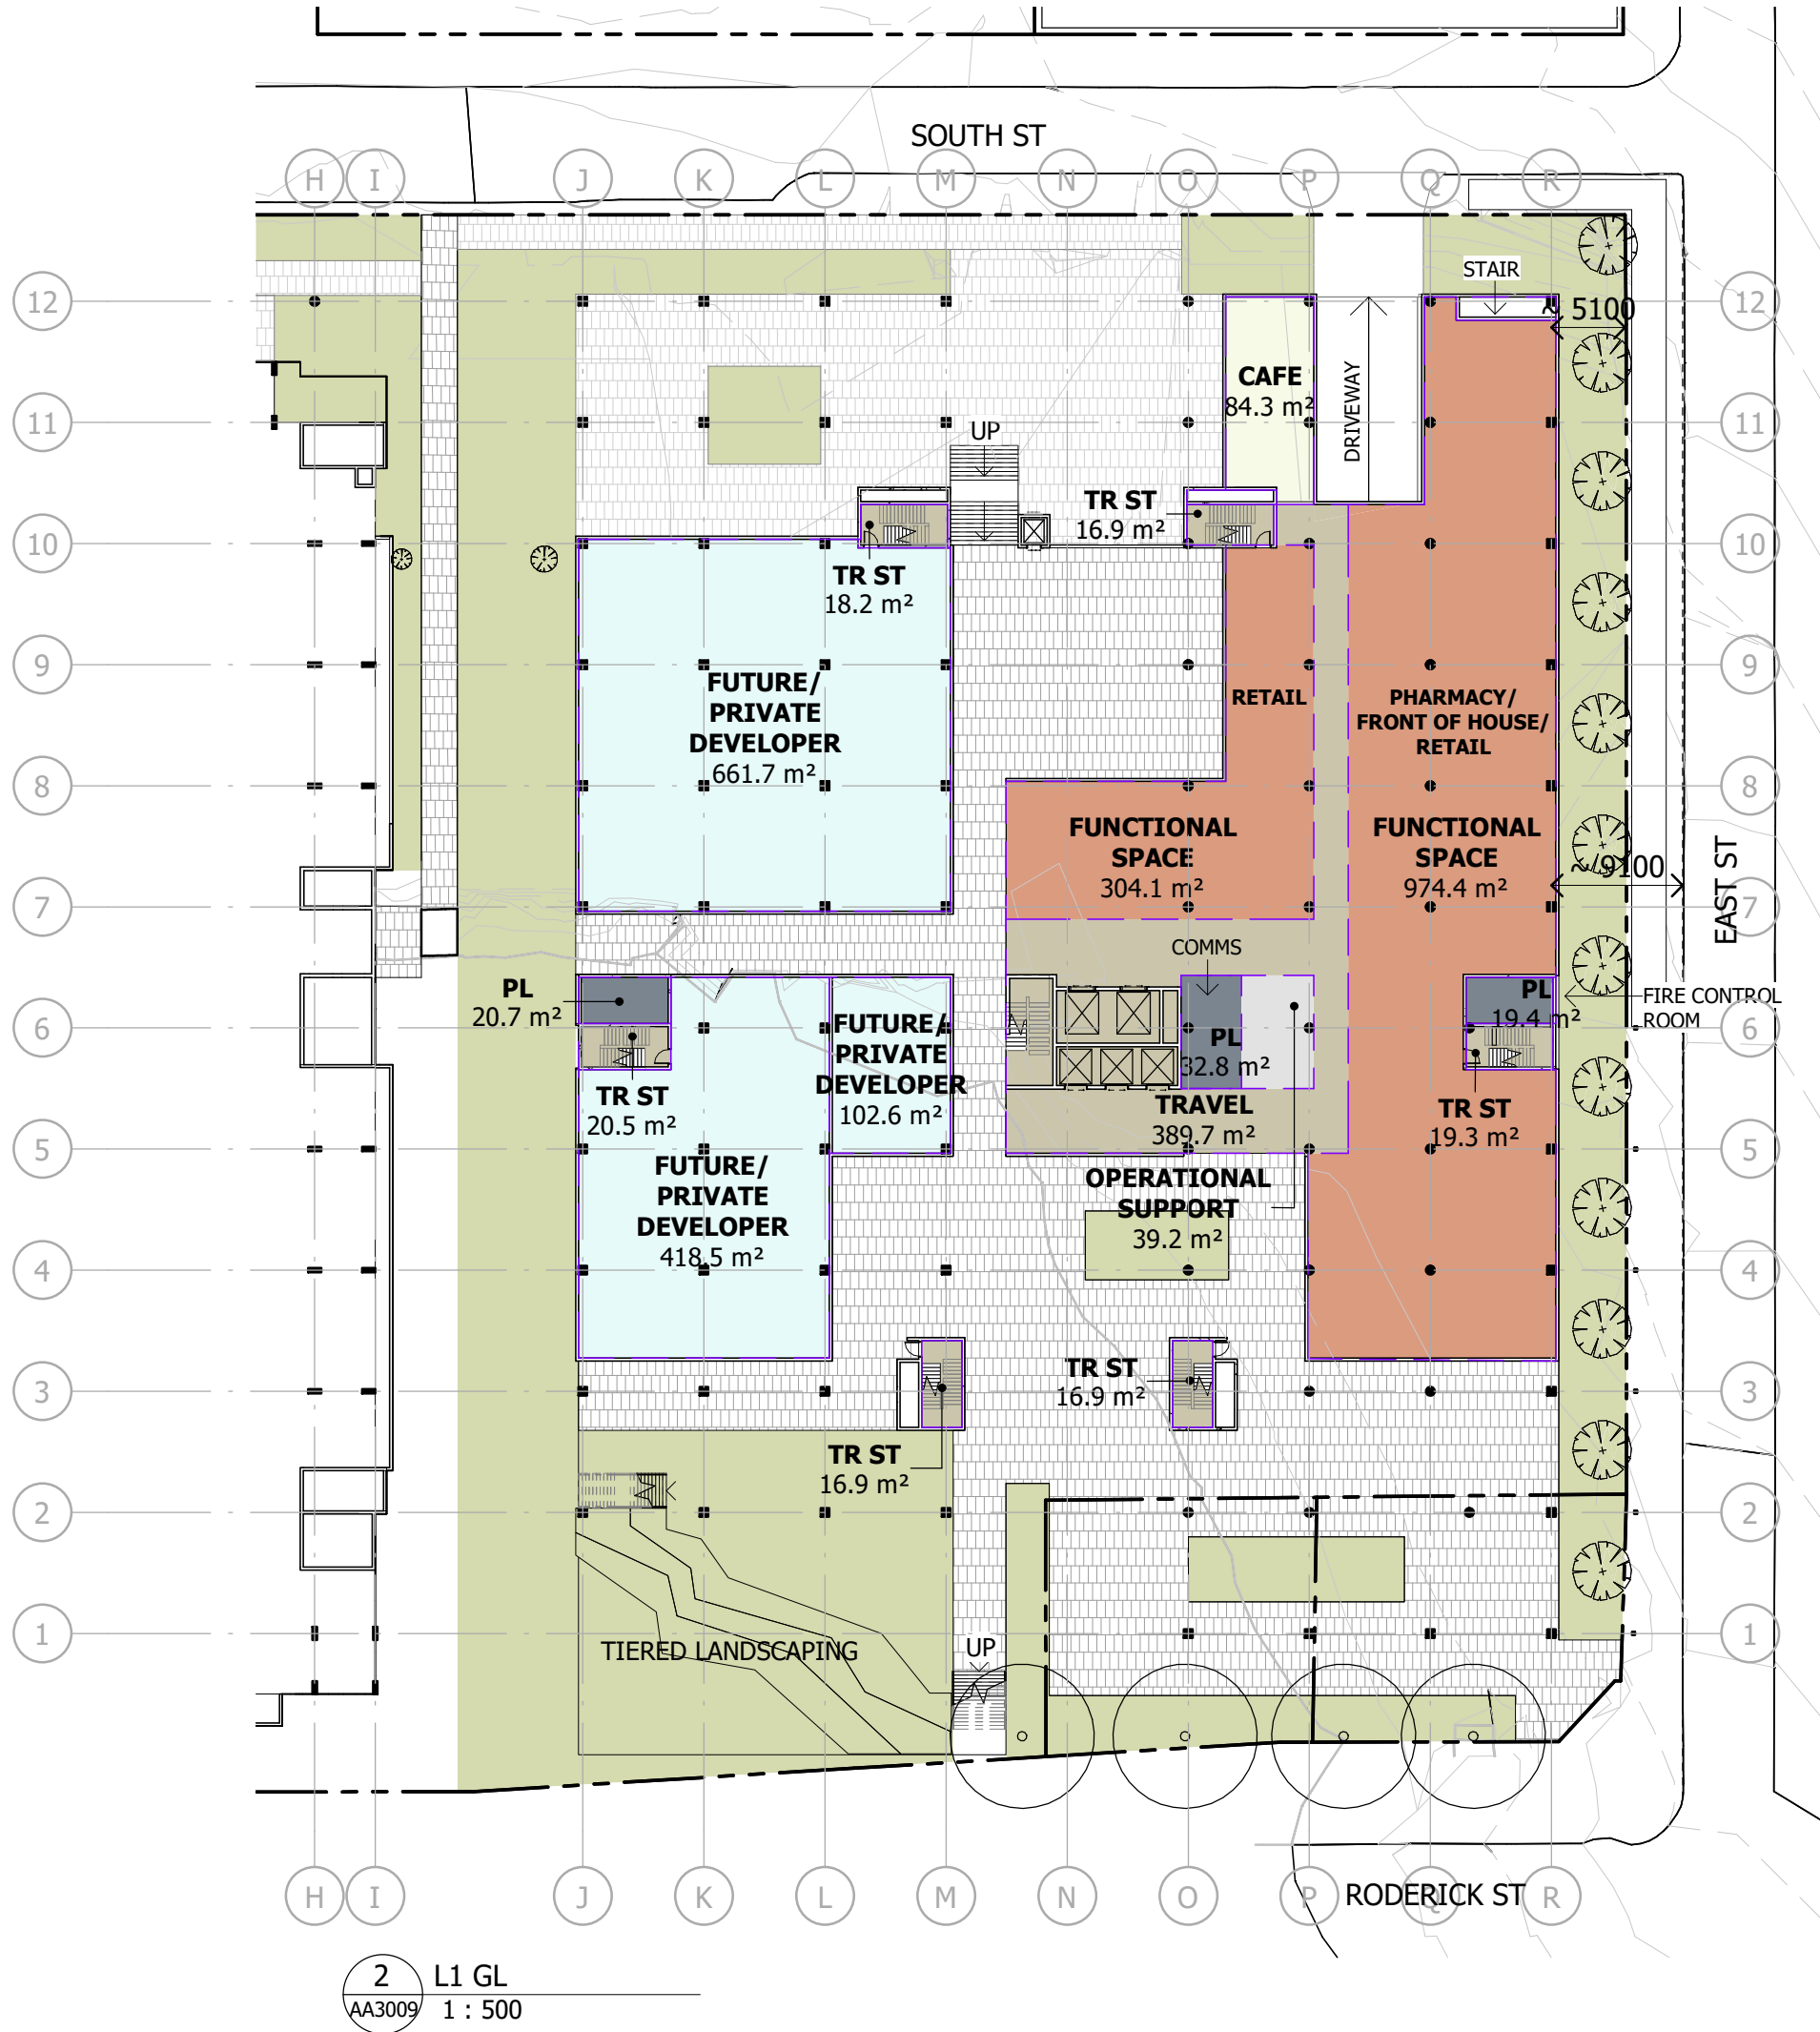 SOUTH ST
H I J K L M N O P Q R
STAIR
12 12
5100
CAFE
84.3 m²
DRIVEWAY
11 11
UP
TR ST
16.9 m²
10 10
TR ST
18.2 m²
9 9
FUTURE/
PRIVATE
DEVELOPER
661.7 m²
RETAIL
PHARMACY/
FRONT OF HOUSE/
RETAIL
8 8
FUNCTIONAL
SPACE
304.1 m²
FUNCTIONAL
SPACE
974.4 m²
9100
EAST ST
7 7
COMMS
PL
20.7 m²
PL
19.4 m²
FIRE CONTROL
ROOM
6 6
FUTURE/
PRIVATE
DEVELOPER
102.6 m²
PL
32.8 m²
TR ST
20.5 m²
TRAVEL
389.7 m²
TR ST
19.3 m²
5 5
FUTURE/
PRIVATE
DEVELOPER
418.5 m²
OPERATIONAL
SUPPORT
39.2 m²
4 4
TR ST
16.9 m²
3 3
TR ST
16.9 m²
2 2
1 1
TIERED LANDSCAPING
UP
H I J K L M N O P Q R
RODERICK ST
2 L1 GL
AA3009 1 : 500